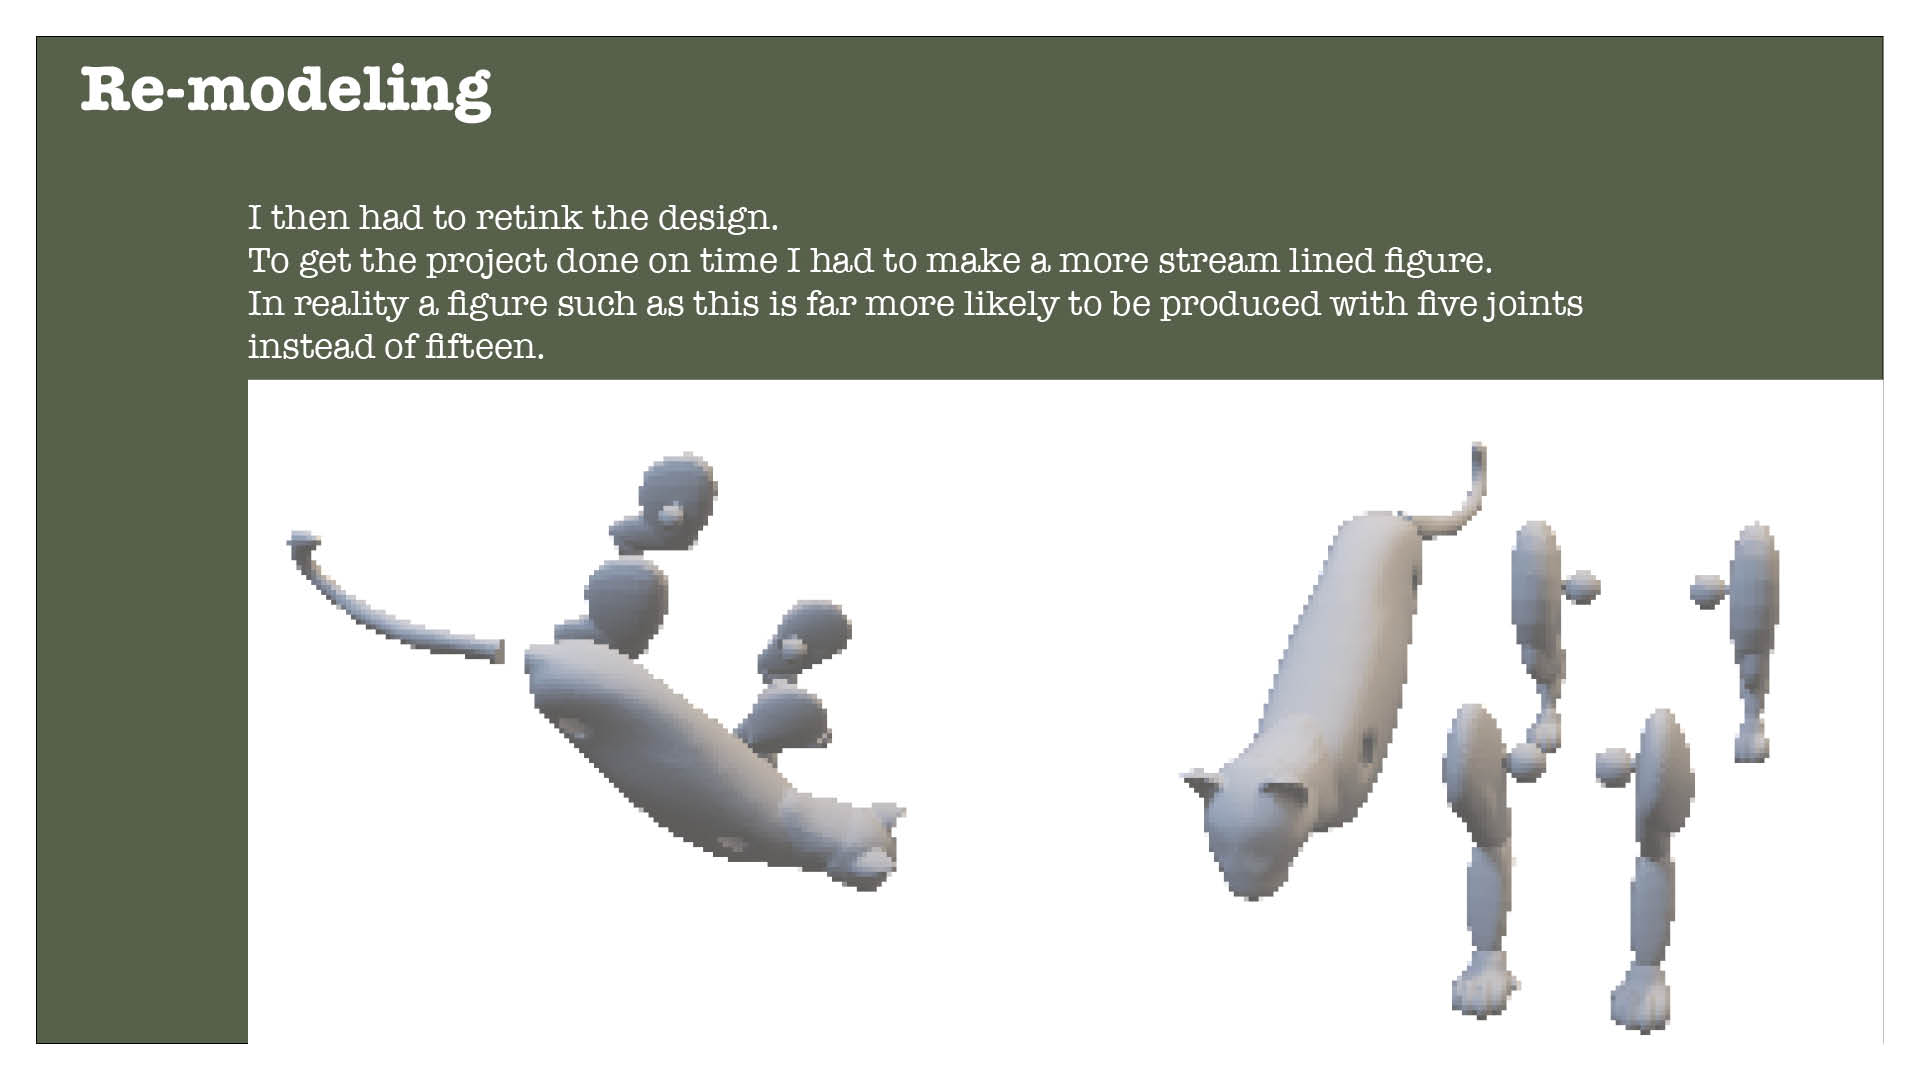 Re-modeling
I then had to retink the design.
To get the project done on time I had to make a more stream lined figure.
In reality a figure such as this is far more likely to be produced with five joints
instead of fifteen.